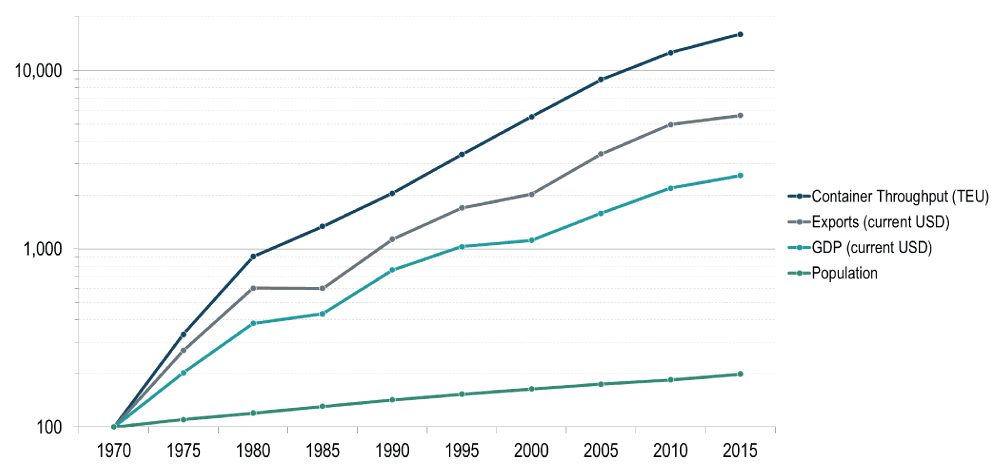 10,000
1,000
100
1970 1975 1980 1985 1990 1995 2000 2005 2010 2015
Container Throughput (TEU)
Exports (current USD)
GDP (current USD)
Population